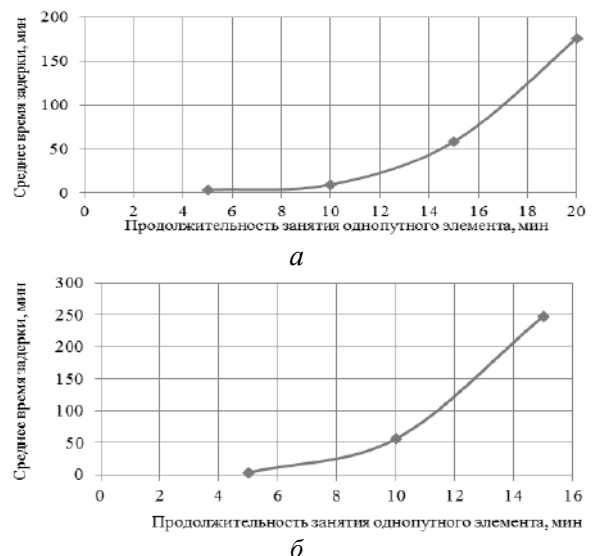 Среднее время задерки, мин
200
150
100
50
0
0 2 4 6 8 10 12 14 16 18 20
Продолжительность занятия однопутного элемента, мин
а
Среднее время задерки, мин
300
250
200
150
100
50
0
0 2 4 6 8 10 12 14 16
Продолжительность занятия однопутного элемента, мин
б